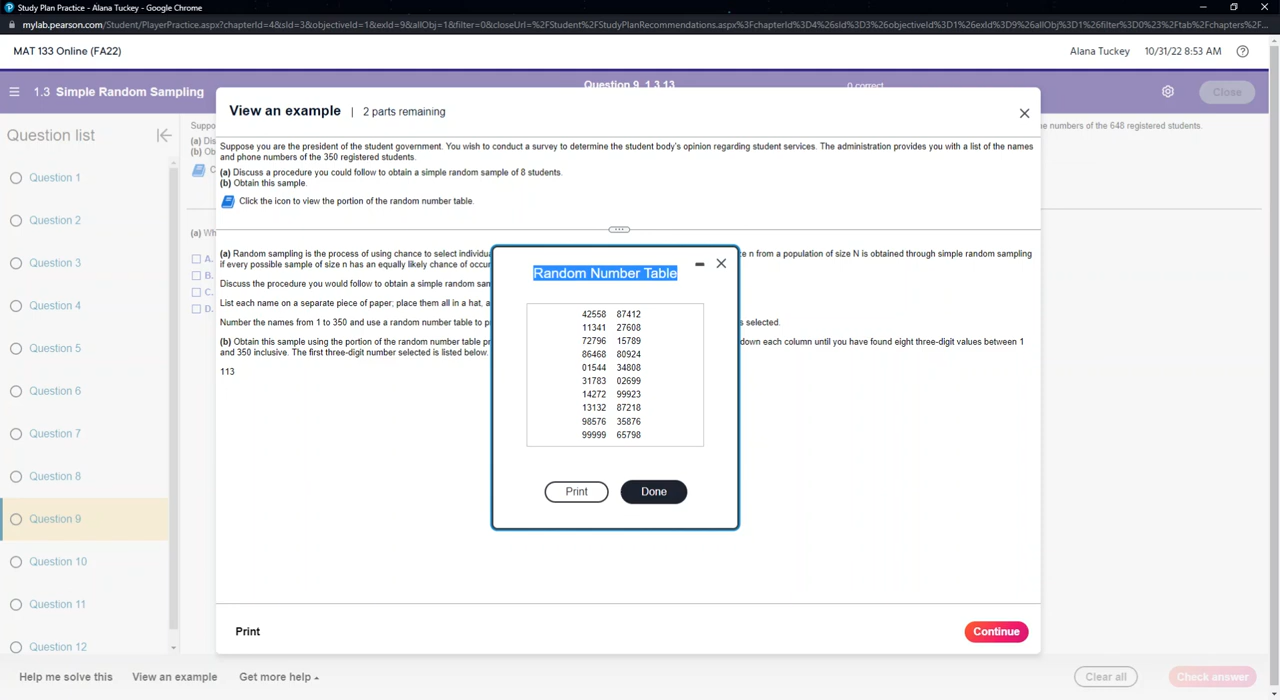 Study Plan Practice - Alana Tuckey - Google Chrome
mylab.pearson.com/Student/PlayerPractice.aspx?chapterId=4&sId=3&objectiveId=1&exId=9&allObj=1&filter=0&closeUrl=%2FStudent%2FStudyPlanRecommendations.aspx%3FchapterId%3D4%26sId%3D3%26objectiveId%3D1%26exId%3D9%26allObj%3D1%26filter%3D0%23%2Ftab%2Fchapters%2F...
MAT 133 Online (FA22)
Alana Tuckey 10/31/22 8:53 AM
1.3 Simple Random Sampling
Question 9, 1.3.13
0 correct
Close
Question list
Question 1
Question 2
Question 3
Question 4
Question 5
Question 6
Question 7
Question 8
Question 9
Question 10
Question 11
Question 12
Suppo
(a) Dis
(b) Ob
C
(a) Wh
A.
B.
C.
D.
e numbers of the 648 registered students.
View an example | 2 parts remaining
Suppose you are the president of the student government. You wish to conduct a survey to determine the student body's opinion regarding student services. The administration provides you with a list of the names
and phone numbers of the 350 registered students.
(a) Discuss a procedure you could follow to obtain a simple random sample of 8 students.
(b) Obtain this sample.
Click the icon to view the portion of the random number table.
(a) Random sampling is the process of using chance to select individu
ze n from a population of size N is obtained through simple random sampling
if every possible sample of size n has an equally likely chance of occur
Discuss the procedure you would follow to obtain a simple random sam
List each name on a separate piece of paper, place them all in a hat, a
Number the names from 1 to 350 and use a random number table to p
s selected.
(b) Obtain this sample using the portion of the random number table pr
down each column until you have found eight three-digit values between 1
and 350 inclusive. The first three-digit number selected is listed below.
113
Random Number Table
42558 87412
11341 27608
72796 15789
86468 80924
01544 34808
31783 02699
14272 99923
13132 87218
98576 35876
99999 65798
Print
Done
Print
Continue
Help me solve this
View an example
Get more help
Clear all
Check answer